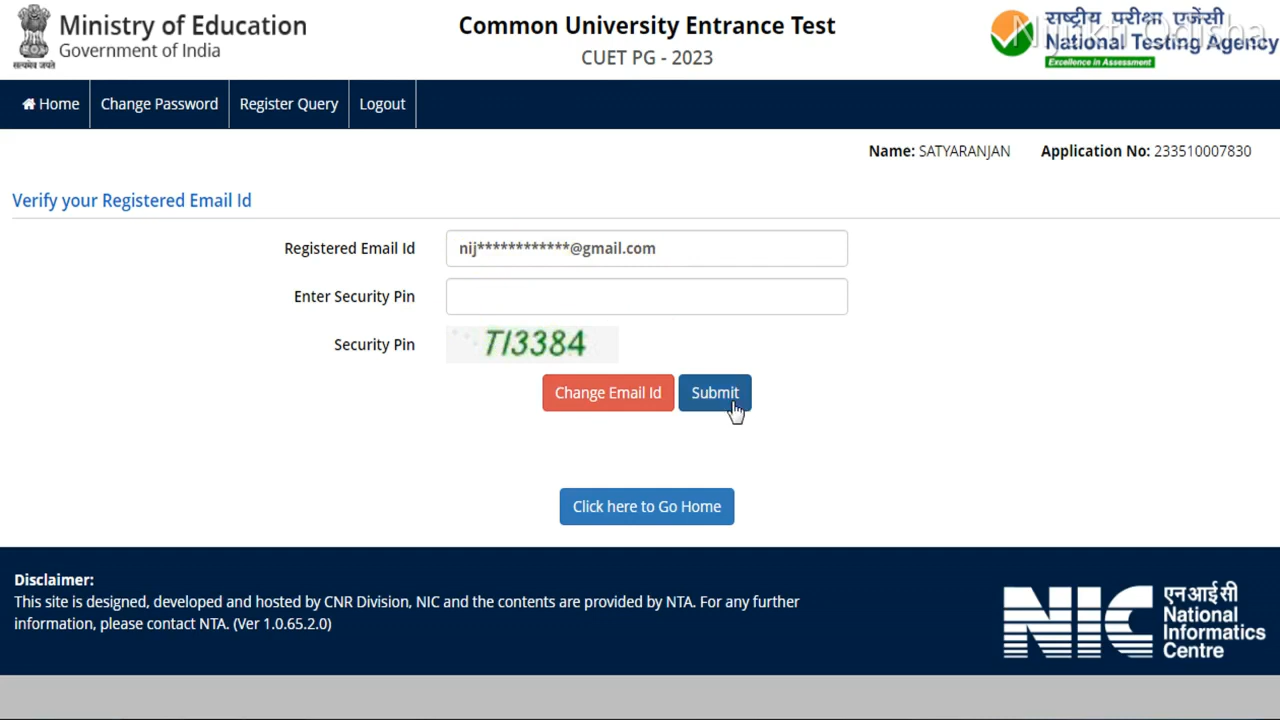 Ministry of Education
Government of India
सत्यमेव जयते
Common University Entrance Test
CUET PG - 2023
राष्ट्रीय परीक्षा एजेंसी
National Testing Agency
Excellence in Assessment
Nijukti Odisha
Home Change Password Register Query Logout
Name: SATYARANJAN Application No: 233510007830
Verify your Registered Email Id
Registered Email Id nij************@gmail.com
Enter Security Pin
Security Pin TI3384
Change Email Id Submit
Click here to Go Home
Disclaimer:
This site is designed, developed and hosted by CNR Division, NIC and the contents are provided by NTA. For any further
information, please contact NTA. (Ver 1.0.65.2.0)
NIC
एन आई सी
National
Informatics
Centre